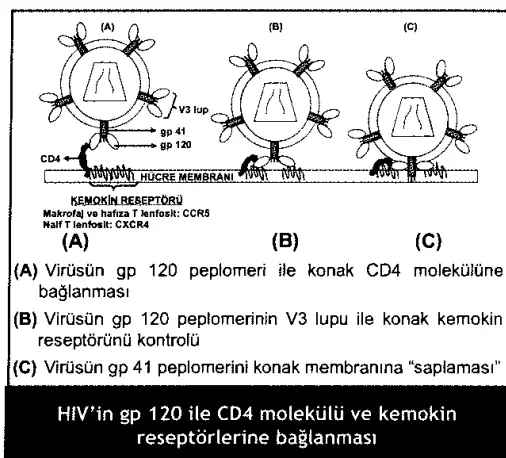 (A) (B) (C)
V3 lup
gp 41
gp 120
CD4
HÜCRE MEMBRANI
KEMOKİN RESEPTÖRÜ
Makrofaj ve hafıza T lenfosit: CCR5
Naif T lenfosit: CXCR4
(A) (B) (C)
(A) Virüsün gp 120 peplomeri ile konak CD4 molekülüne
bağlanması
(B) Virüsün gp 120 peplomerinin V3 lupu ile konak kemokin
reseptörünü kontrolü
(C) Virüsün gp 41 peplomerini konak membranına "saplaması"
HIV'in gp 120 ile CD4 molekülü ve kemokin
reseptörlerine bağlanması